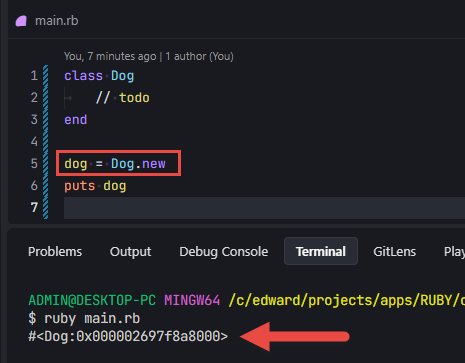 main.rb
You, 7 minutes ago | 1 author (You)
1 class Dog
2 // todo
3 end
4
5 dog = Dog.new
6 puts dog
7
Problems Output Debug Console Terminal GitLens
ADMIN@DESKTOP-PC MINGW64 /c/edward/projects/apps/RUBY/
$ ruby main.rb
#<Dog:0x000002697f8a8000>